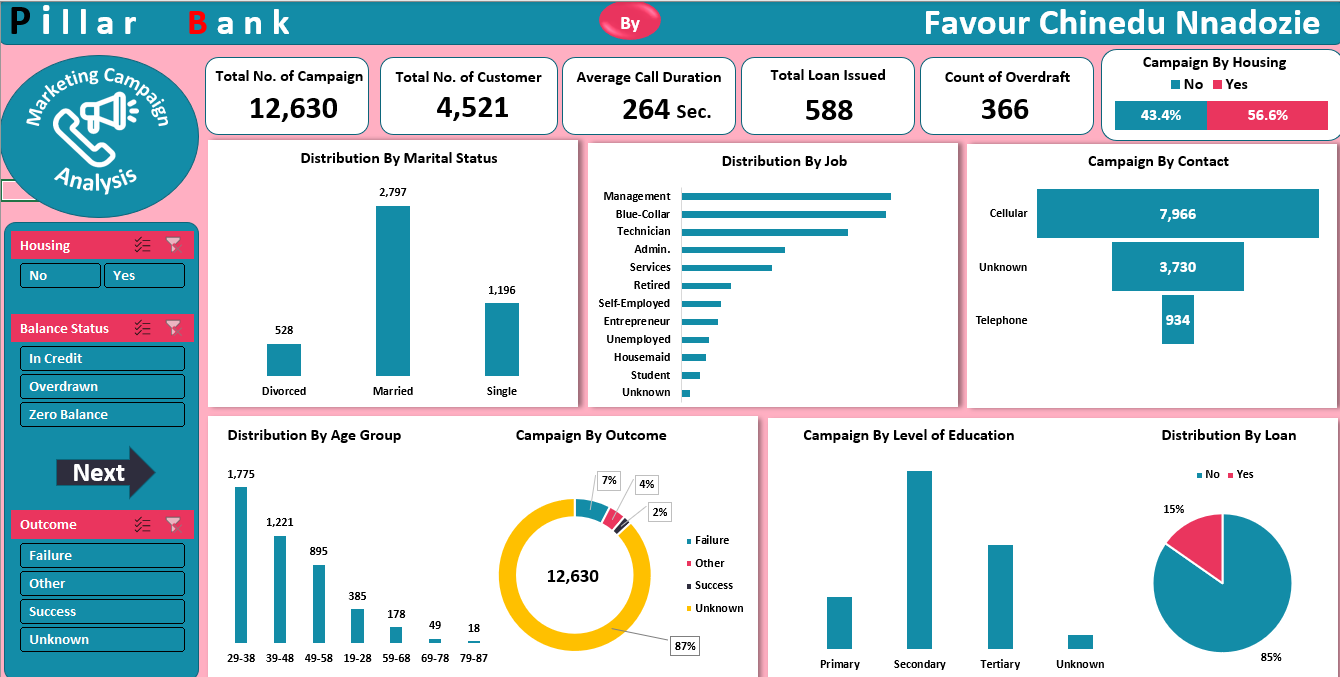 Pillar Bank
By
Favour Chinedu Nnadozie
Marketing Campaign
Analysis
Total No. of Campaign
12,630
Total No. of Customer
4,521
Average Call Duration
264 Sec.
Total Loan Issued
588
Count of Overdraft
366
Campaign By Housing
No Yes
43.4% 56.6%
Housing
No Yes
Balance Status
In Credit
Overdrawn
Zero Balance
Next
Outcome
Failure
Other
Success
Unknown
Distribution By Marital Status
2,797
1,196
528
Divorced Married Single
Distribution By Job
Management
Blue-Collar
Technician
Admin.
Services
Retired
Self-Employed
Entrepreneur
Unemployed
Housemaid
Student
Unknown
Campaign By Contact
Cellular 7,966
Unknown 3,730
Telephone 934
Distribution By Age Group
1,775
1,221
895
385
178
49
18
29-38 39-48 49-58 19-28 59-68 69-78 79-87
Campaign By Outcome
7%
4%
2%
12,630
87%
Failure
Other
Success
Unknown
Campaign By Level of Education
Primary Secondary Tertiary Unknown
Distribution By Loan
No Yes
15%
85%